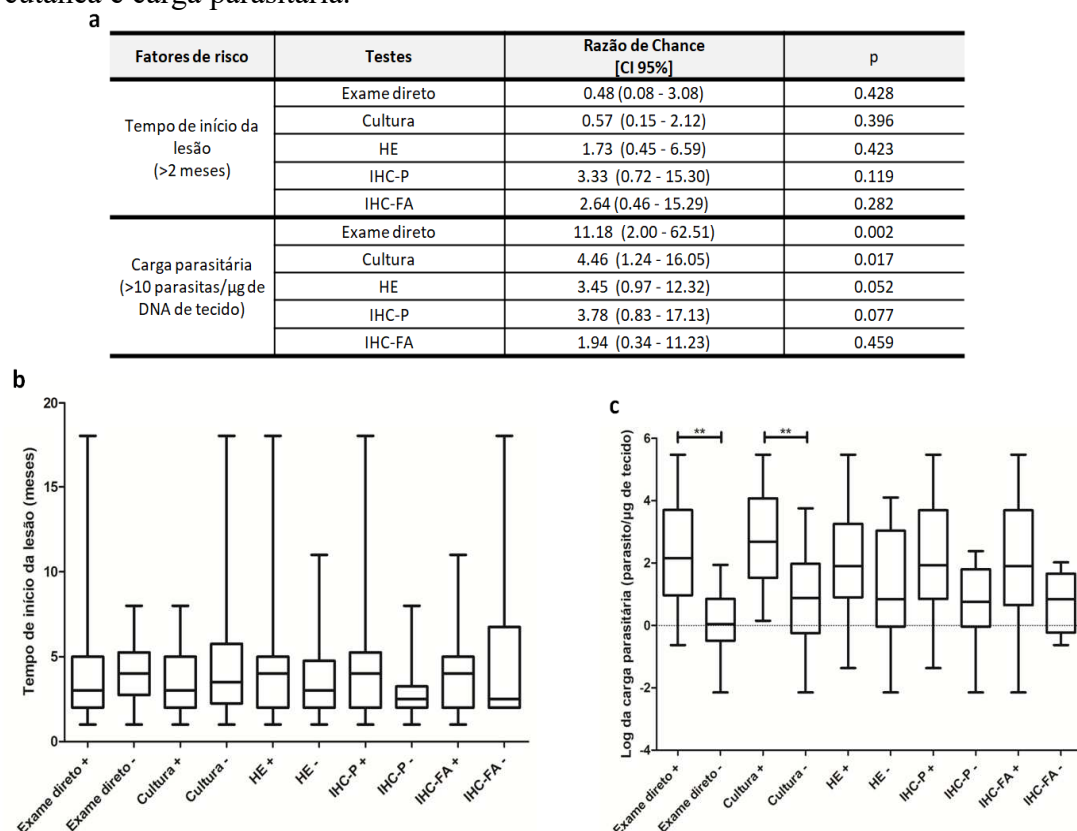 cutânea e carga parasitária.
a
Fatores de risco Testes Razão de Chance [CI 95%] p
Tempo de início da lesão (>2 meses)
Exame direto 0.48 (0.08 - 3.08) 0.428
Cultura 0.57 (0.15 - 2.12) 0.396
HE 1.73 (0.45 - 6.59) 0.423
IHC-P 3.33 (0.72 - 15.30) 0.119
IHC-FA 2.64 (0.46 - 15.29) 0.282
Carga parasitária (>10 parasitas/µg de DNA de tecido)
Exame direto 11.18 (2.00 - 62.51) 0.002
Cultura 4.46 (1.24 - 16.05) 0.017
HE 3.45 (0.97 - 12.32) 0.052
IHC-P 3.78 (0.83 - 17.13) 0.077
IHC-FA 1.94 (0.34 - 11.23) 0.459
b
Tempo de início da lesão (meses)
20
15
10
5
0
Exame direto +
Exame direto -
Cultura +
Cultura -
HE +
HE -
IHC-P +
IHC-P -
IHC-FA +
IHC-FA -
c
Log da carga parasitária (parasito/µg de tecido)
6
4
2
0
-2
-4
**
**
Exame direto +
Exame direto -
Cultura +
Cultura -
HE +
HE -
IHC-P +
IHC-P -
IHC-FA +
IHC-FA -